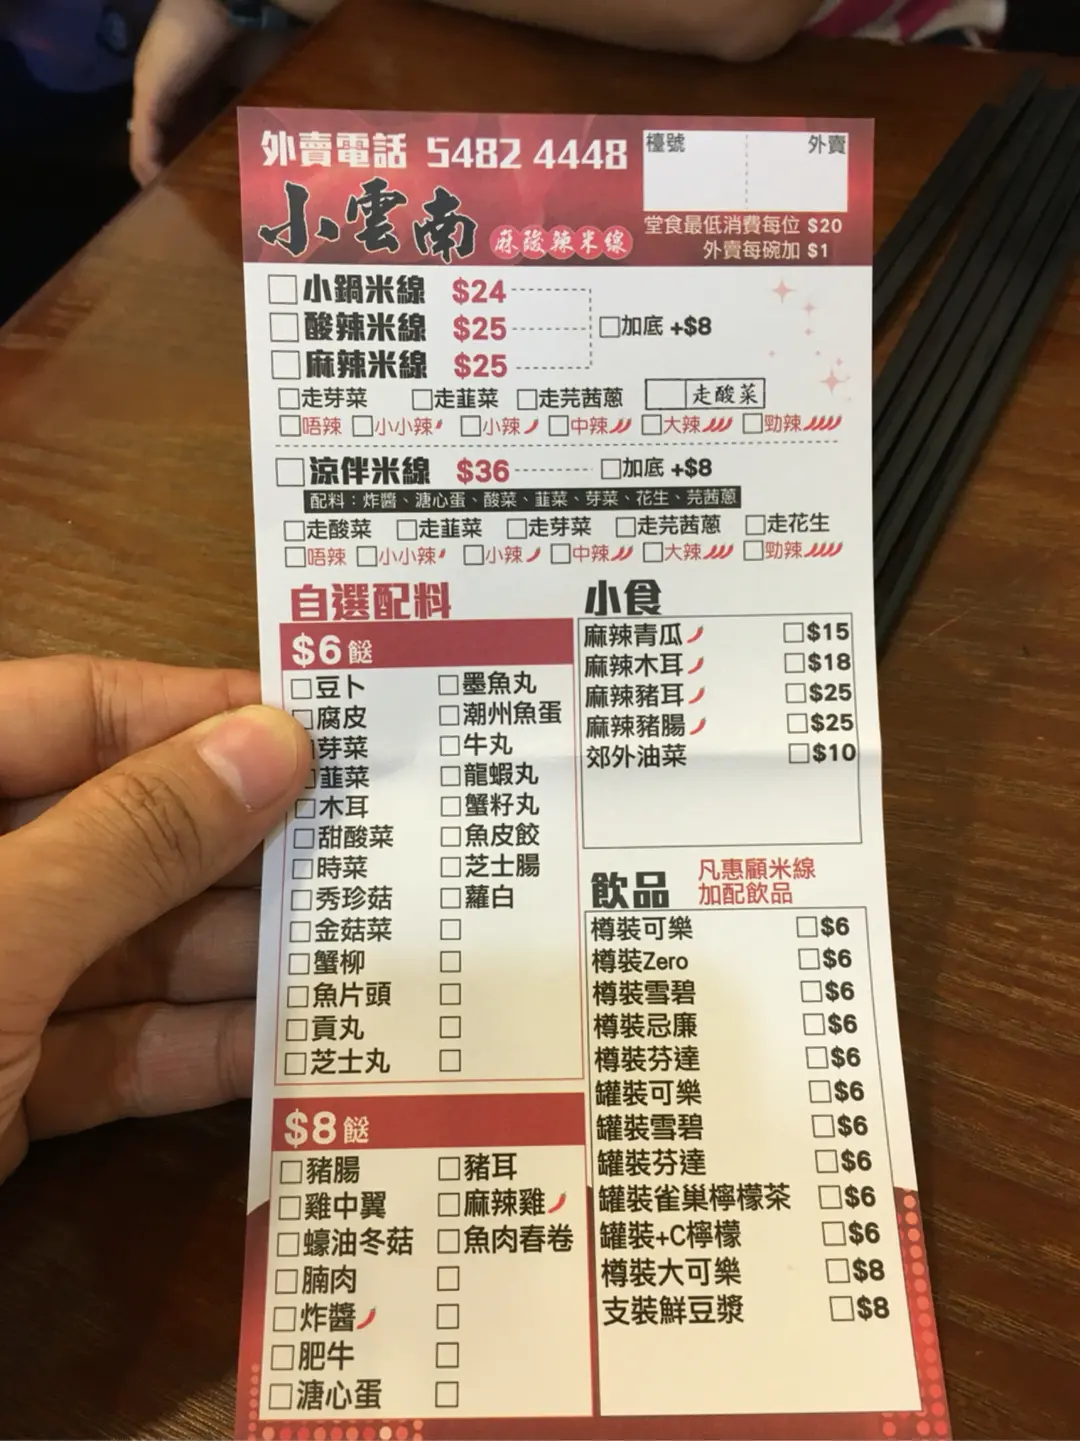 外賣電話 5482 4448
檯號 外賣
小雲南 麻酸辣米線
堂食最低消費每位 $20
外賣每碗加 $1
小鍋米線 $24
酸辣米線 $25 加底 +$8
麻辣米線 $25
走芽菜 走韮菜 走芫茜蔥 走酸菜
唔辣 小小辣 小辣 中辣 大辣 勁辣
涼伴米線 $36 加底 +$8
配料：炸醬、溏心蛋、酸菜、韮菜、芽菜、花生、芫茜蔥
走酸菜 走韮菜 走芽菜 走芫茜蔥 走花生
唔辣 小小辣 小辣 中辣 大辣 勁辣
自選配料
$6 餸
豆卜 墨魚丸
腐皮 潮州魚蛋
芽菜 牛丸
韮菜 龍蝦丸
木耳 蟹籽丸
甜酸菜 魚皮餃
時菜 芝士腸
秀珍菇 蘿白
金菇菜
蟹柳
魚片頭
貢丸
芝士丸
$8 餸
豬腸 豬耳
雞中翼 麻辣雞
蠔油冬菇 魚肉春卷
腩肉
炸醬
肥牛
溏心蛋
小食
麻辣青瓜 $15
麻辣木耳 $18
麻辣豬耳 $25
麻辣豬腸 $25
郊外油菜 $10
飲品 凡惠顧米線
加配飲品
樽裝可樂 $6
樽裝Zero $6
樽裝雪碧 $6
樽裝忌廉 $6
樽裝芬達 $6
罐裝可樂 $6
罐裝雪碧 $6
罐裝芬達 $6
罐裝雀巢檸檬茶 $6
罐裝+C檸檬 $6
樽裝大可樂 $8
支裝鮮豆漿 $8